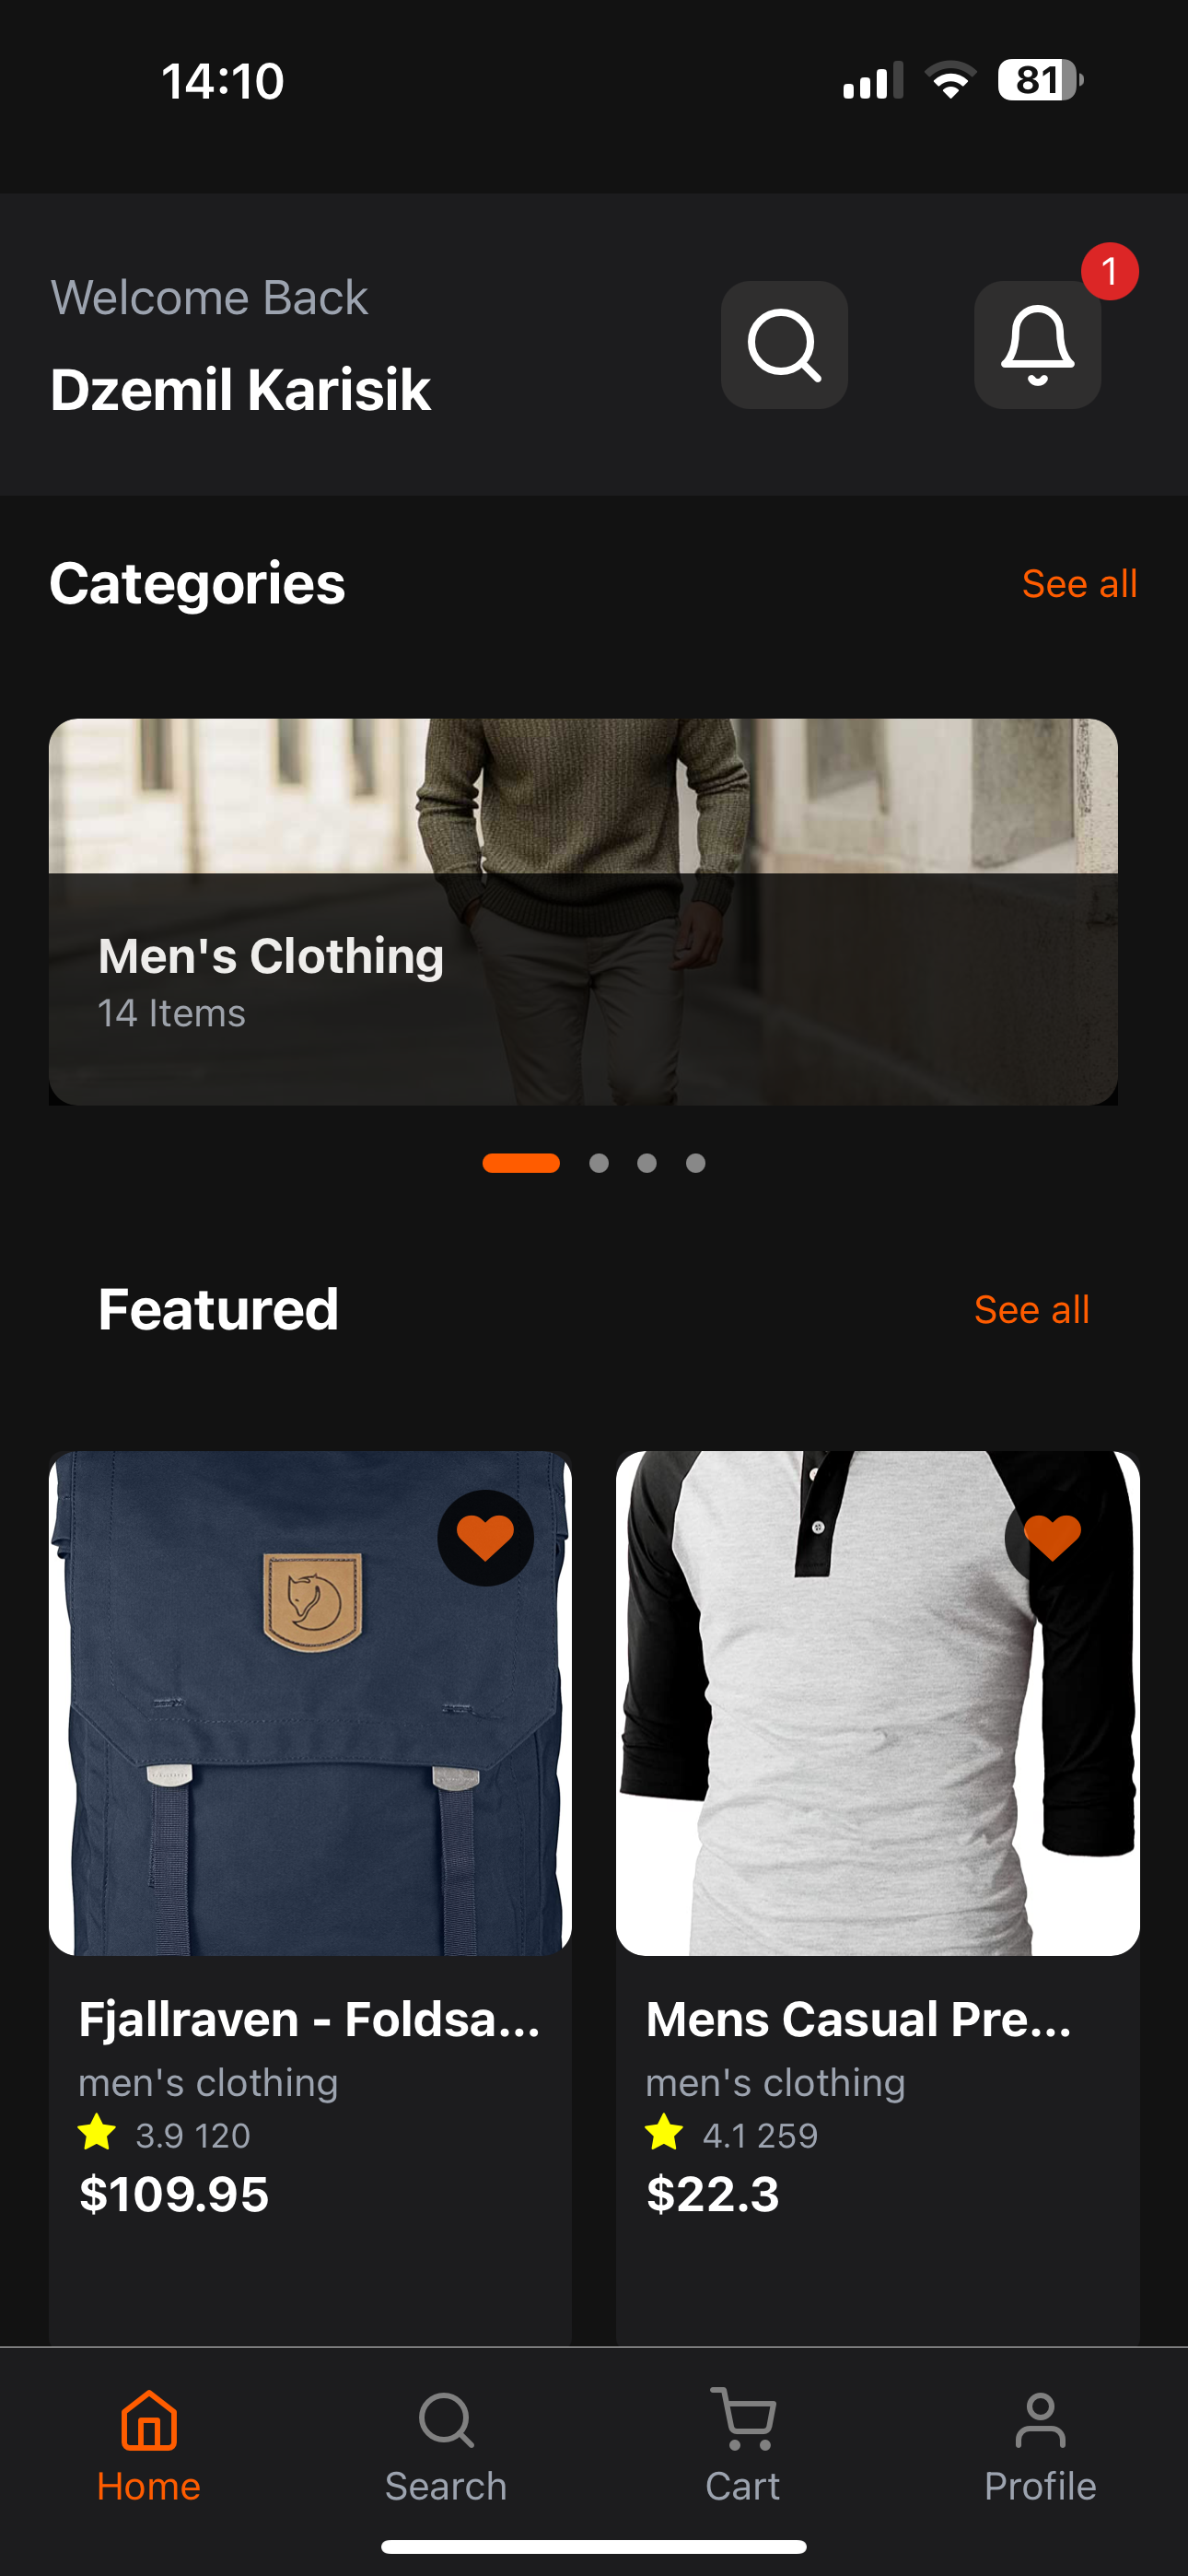 14:10
81
Welcome Back
1
Dzemil Karisik
Categories
See all
Men's Clothing
14 Items
Featured
See all
Fjallraven - Foldsa...
Mens Casual Pre...
men's clothing
men's clothing
3.9 120
4.1 259
$109.95
$22.3
Home
Search
Cart
Profile